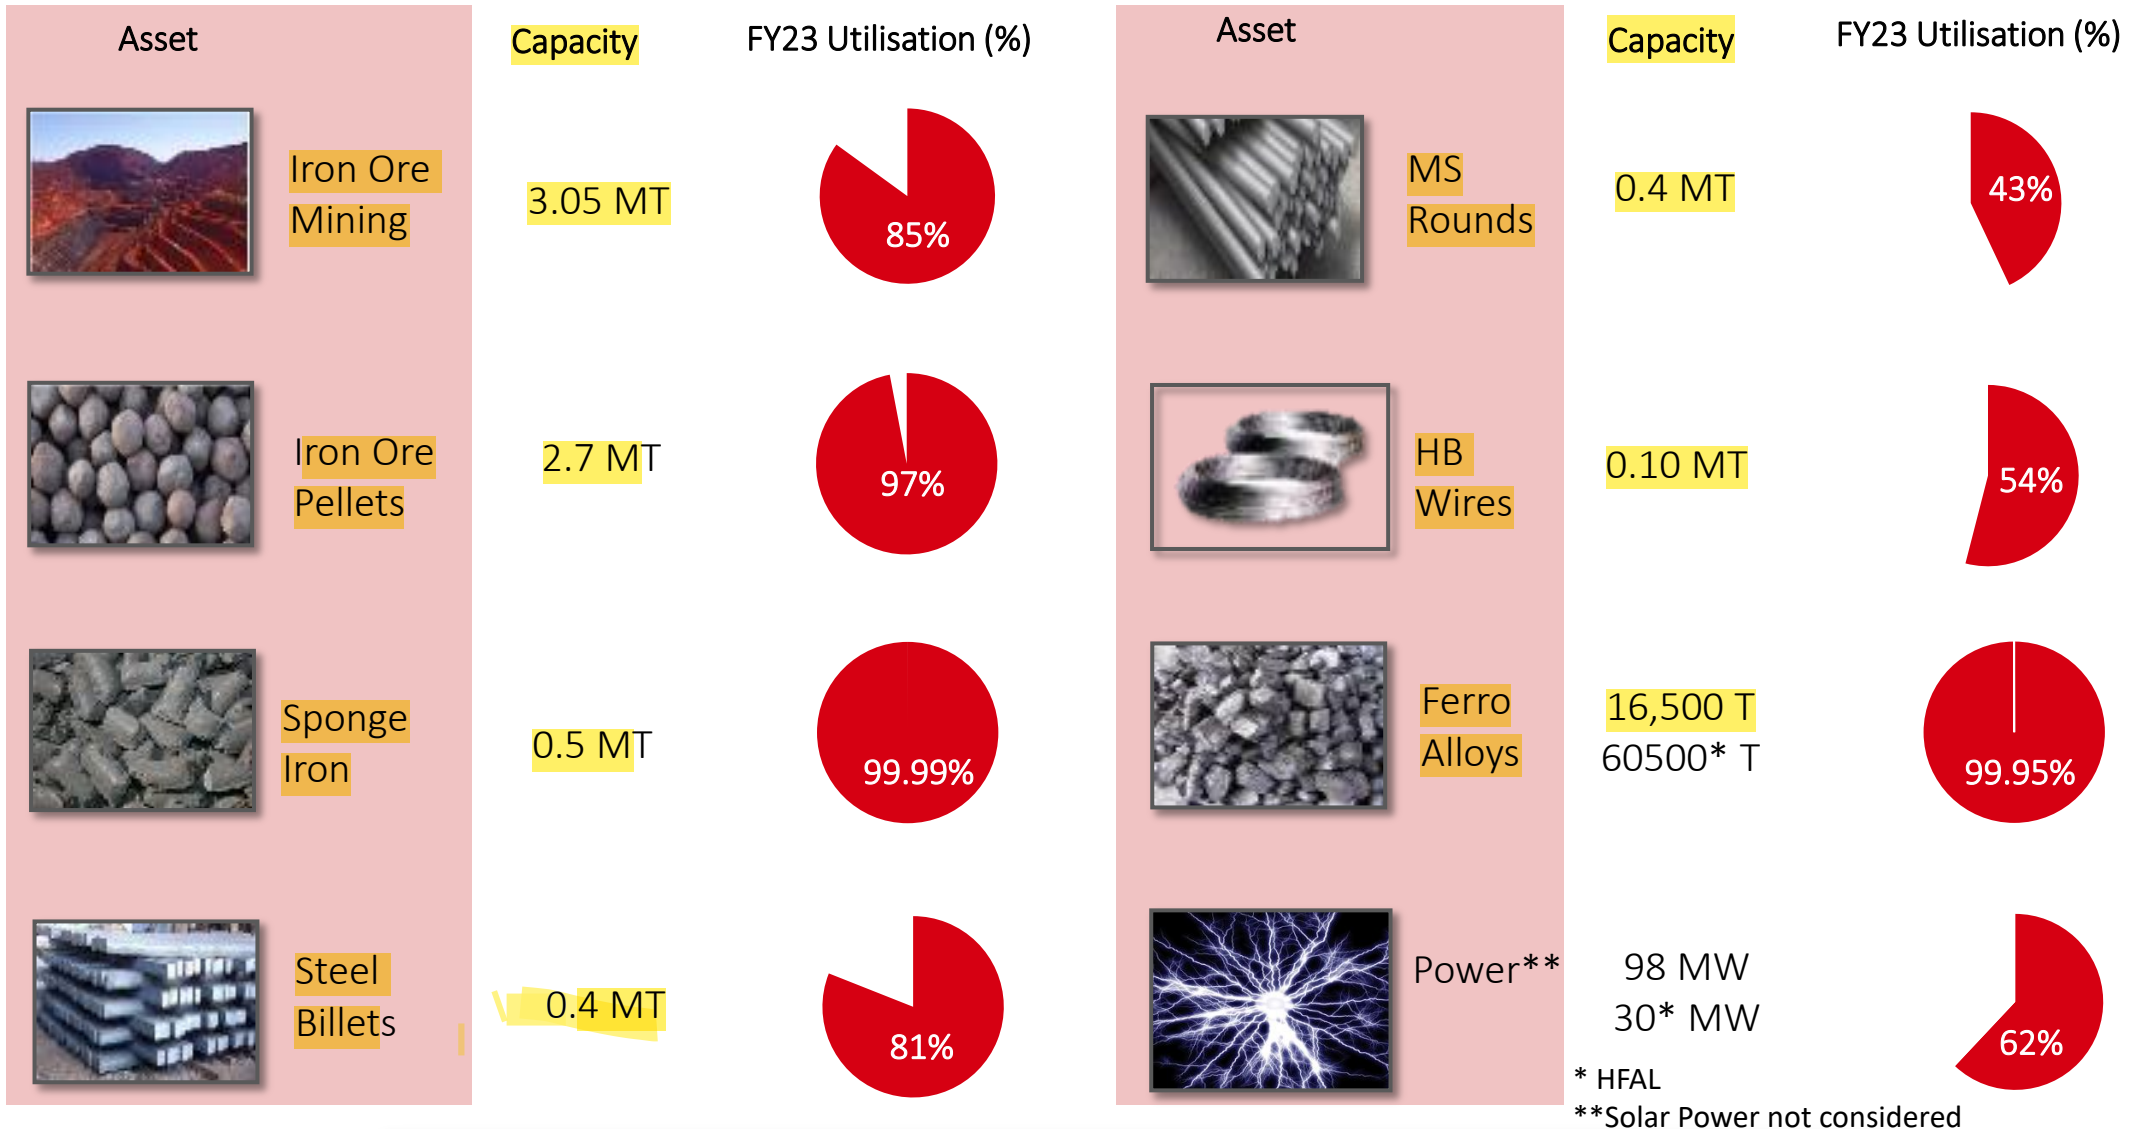 Asset
Capacity
FY23 Utilisation (%)
Iron Ore
Mining
3.05 MT
85%
Iron Ore
Pellets
2.7 MT
97%
Sponge
Iron
0.5 MT
99.99%
Steel
Billets
0.4 MT
81%
Asset
Capacity
FY23 Utilisation (%)
MS
Rounds
0.4 MT
43%
HB
Wires
0.10 MT
54%
Ferro
Alloys
16,500 T
60500* T
99.95%
Power**
98 MW
30* MW
62%
* HFAL
**Solar Power not considered